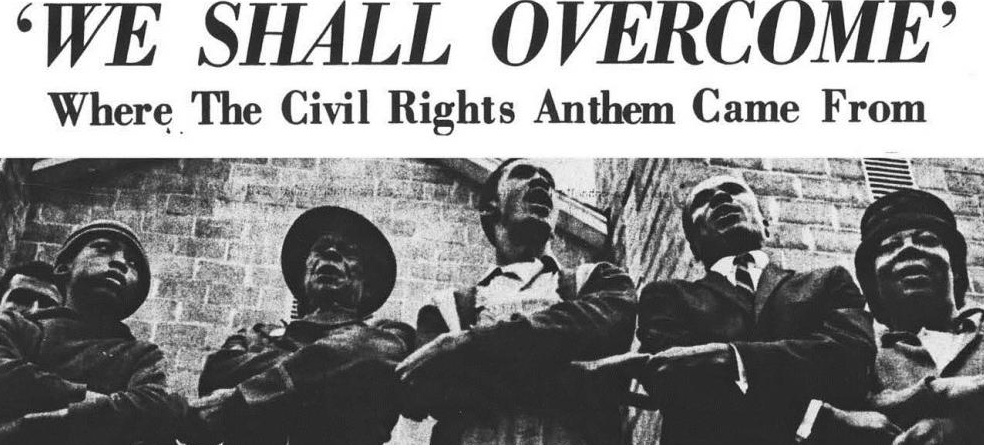 ‘WE SHALL OVERCOME’
Where The Civil Rights Anthem Came From